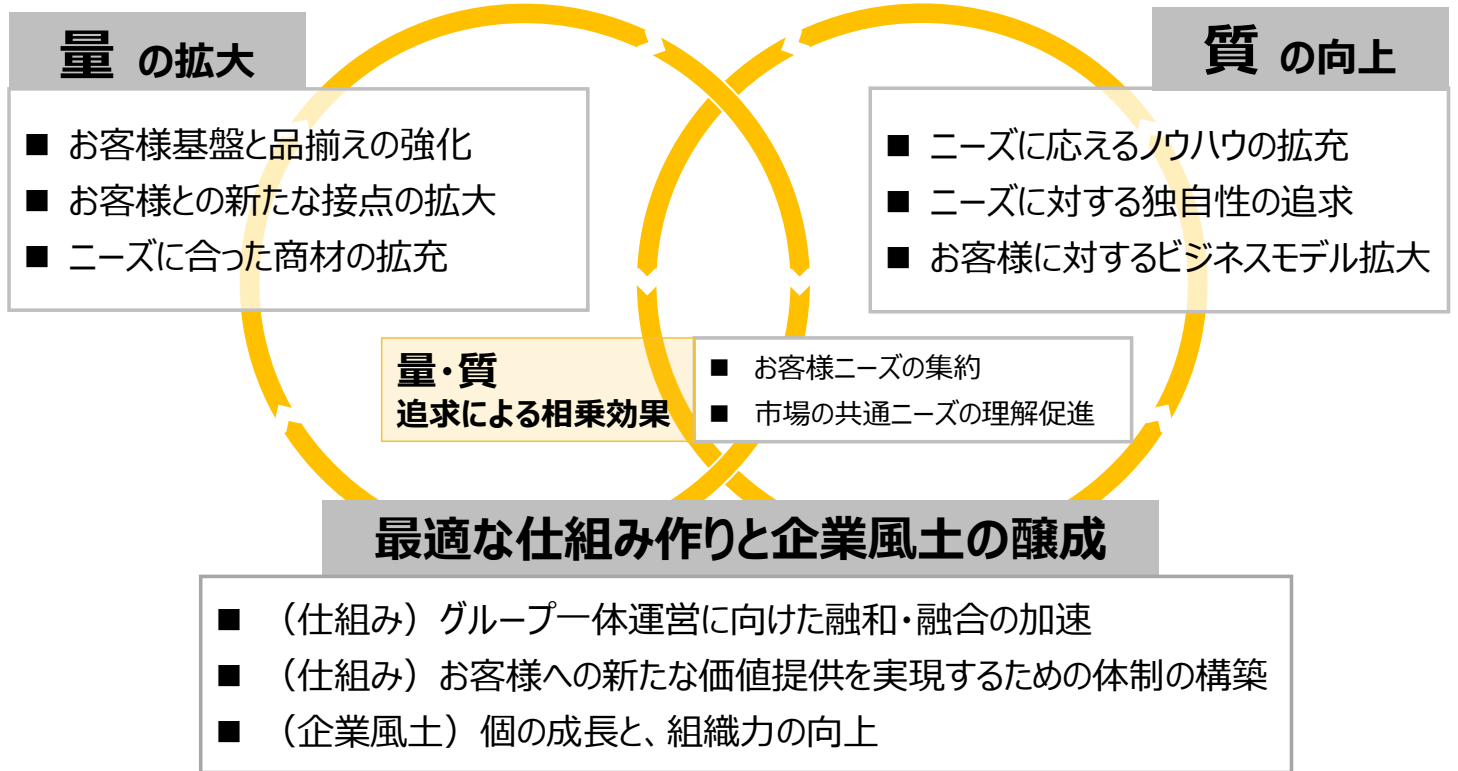 量 の拡大
■ お客様基盤と品揃えの強化
■ お客様との新たな接点の拡大
■ ニーズに合った商材の拡充
質 の向上
■ ニーズに応えるノウハウの拡充
■ ニーズに対する独自性の追求
■ お客様に対するビジネスモデル拡大
量・質
追求による相乗効果
■ お客様ニーズの集約
■ 市場の共通ニーズの理解促進
最適な仕組み作りと企業風土の醸成
■ （仕組み）グループ一体運営に向けた融和・融合の加速
■ （仕組み）お客様への新たな価値提供を実現するための体制の構築
■ （企業風土）個の成長と、組織力の向上